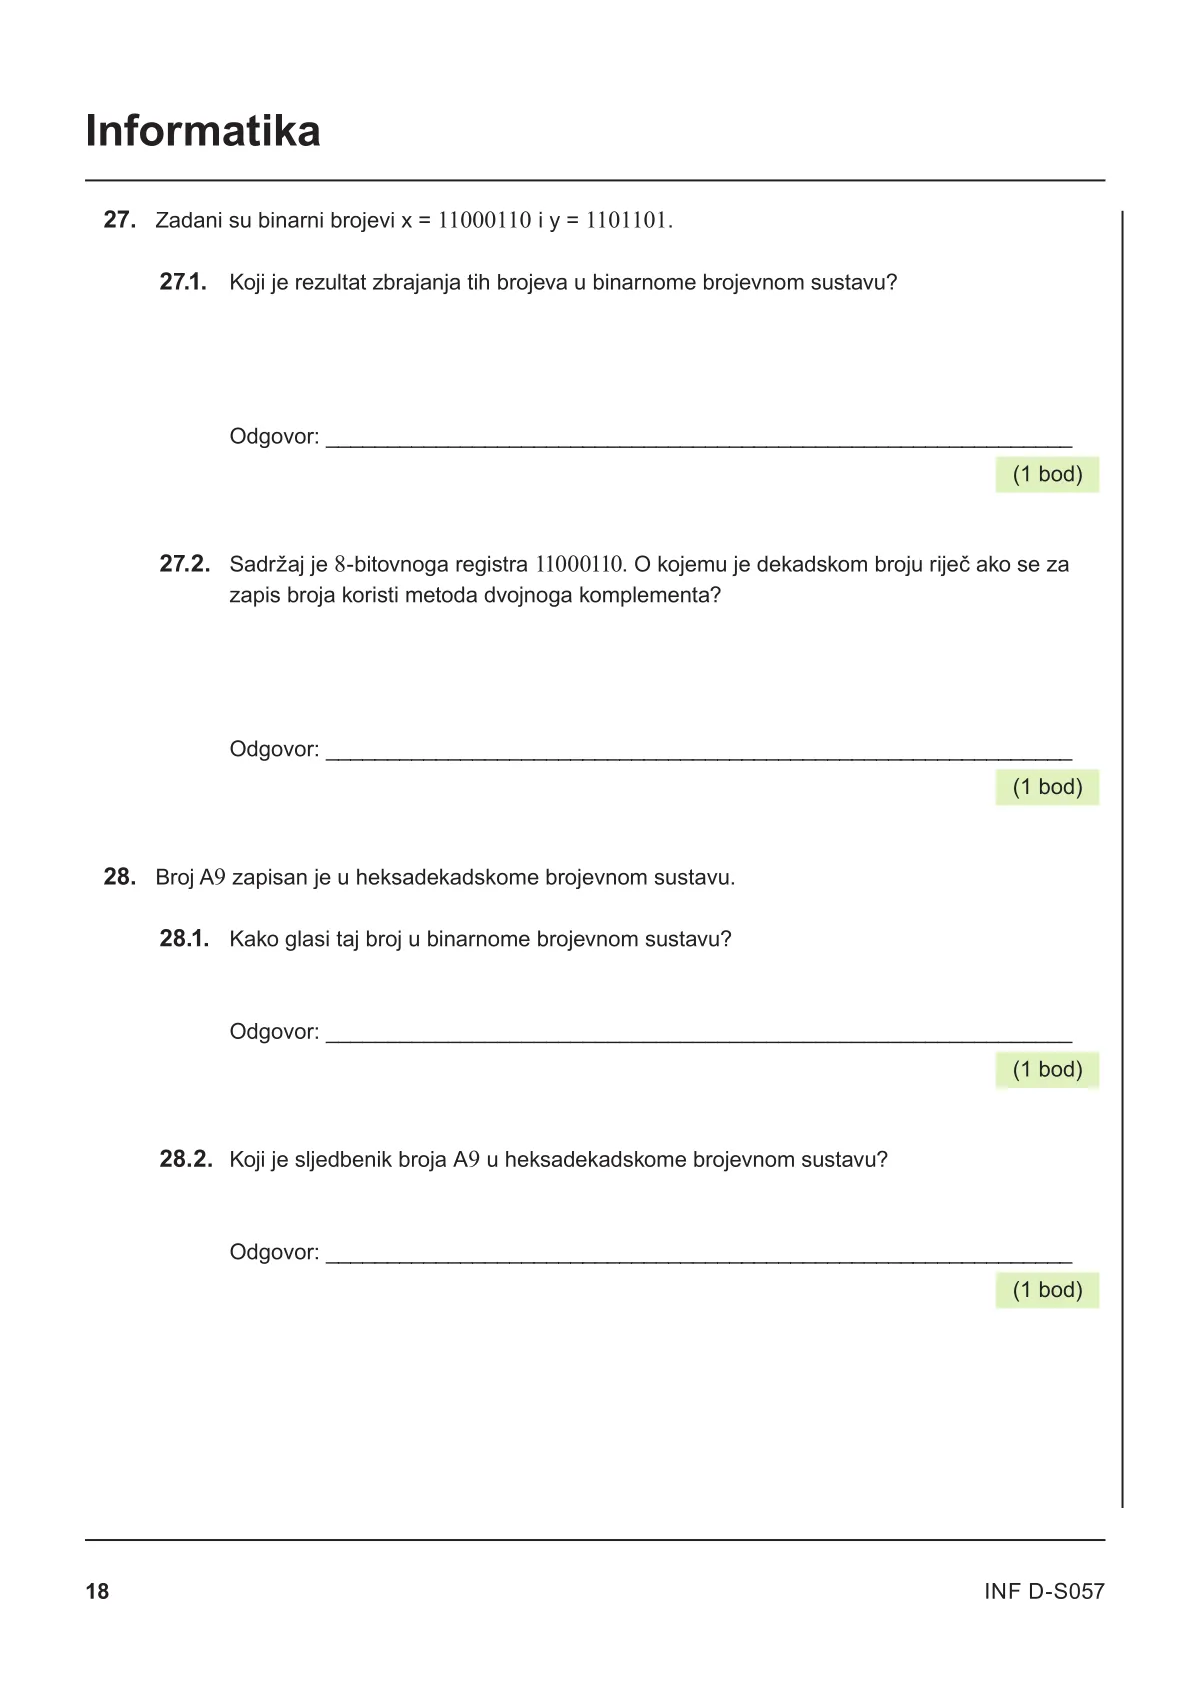 Informatika
27. Zadani su binarni brojevi x = 11000110 i y = 1101101.
27.1. Koji je rezultat zbrajanja tih brojeva u binarnome brojevnom sustavu?
Odgovor: ______________________________________________________________
(1 bod)
27.2. Sadržaj je 8-bitovnoga registra 11000110. O kojemu je dekadskom broju riječ ako se za
zapis broja koristi metoda dvojnoga komplementa?
Odgovor: ______________________________________________________________
(1 bod)
28. Broj A9 zapisan je u heksadekadskome brojevnom sustavu.
28.1. Kako glasi taj broj u binarnome brojevnom sustavu?
Odgovor: ______________________________________________________________
(1 bod)
28.2. Koji je sljedbenik broja A9 u heksadekadskome brojevnom sustavu?
Odgovor: ______________________________________________________________
(1 bod)
18 INF D-S057